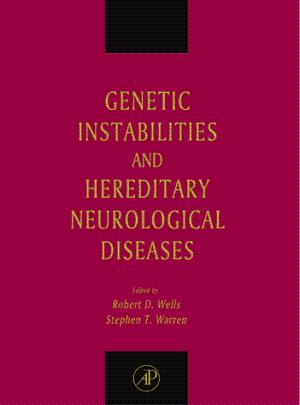 GENETIC
INSTABILITIES
AND
HEREDITARY
NEUROLOGICAL
DISEASES
Edited by
Robert D. Wells
Stephen T. Warren
AP